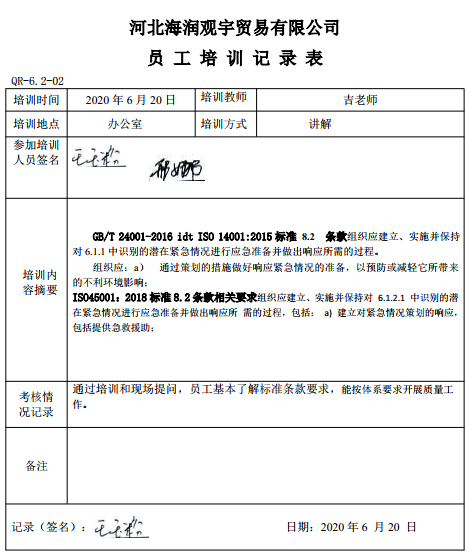 河北海润观宇贸易有限公司
员 工 培 训 记 录 表
QR-6.2-02
培训时间 2020 年 6 月 20 日 培训教师 吉老师
培训地点 办公室 培训方式 讲解
参加培训
人员签名
GB/T 24001-2016 idt ISO 14001:2015 标准 8.2 条款组织应建立、实施并保持
对 6.1.1 中识别的潜在紧急情况进行应急准备并做出响应所需的过程。
组织应：a） 通过策划的措施做好响应紧急情况的准备，以预防或减轻它所带来
的不利环境影响；
ISO45001：2018 标准 8.2 条款相关要求组织应建立、实施并保持对 6.1.2.1 中识别的潜
在紧急情况进行应急准备并做出响应所 需的过程，包括： a) 建立对紧急情况策划的响应，
包括提供急救援助；
培训内
容摘要
通过培训和现场提问，员工基本了解标准条款要求，能按体系要求开展质量工
作。
考核情
况记录
备注
记录（签名）： 日期：2020 年 6 月 20 日